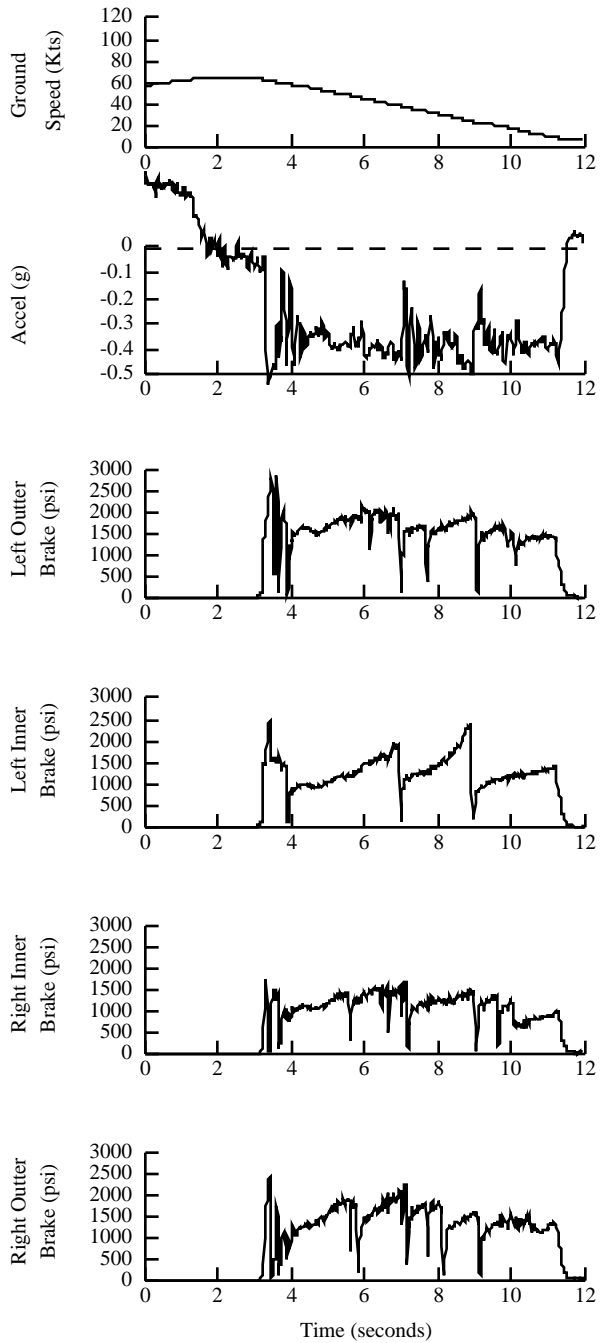 Ground
Speed (Kts)
120
100
80
60
40
20
0
0 2 4 6 8 10 12
Accel (g)
0
-0.1
-0.2
-0.3
-0.4
-0.5
0 2 4 6 8 10 12
Left Outter
Brake (psi)
3000
2500
2000
1500
1000
500
0
0 2 4 6 8 10 12
Left Inner
Brake (psi)
3000
2500
2000
1500
1000
500
0
0 2 4 6 8 10 12
Right Inner
Brake (psi)
3000
2500
2000
1500
1000
500
0
0 2 4 6 8 10 12
Right Outter
Brake (psi)
3000
2500
2000
1500
1000
500
0
0 2 4 6 8 10 12
Time (seconds)